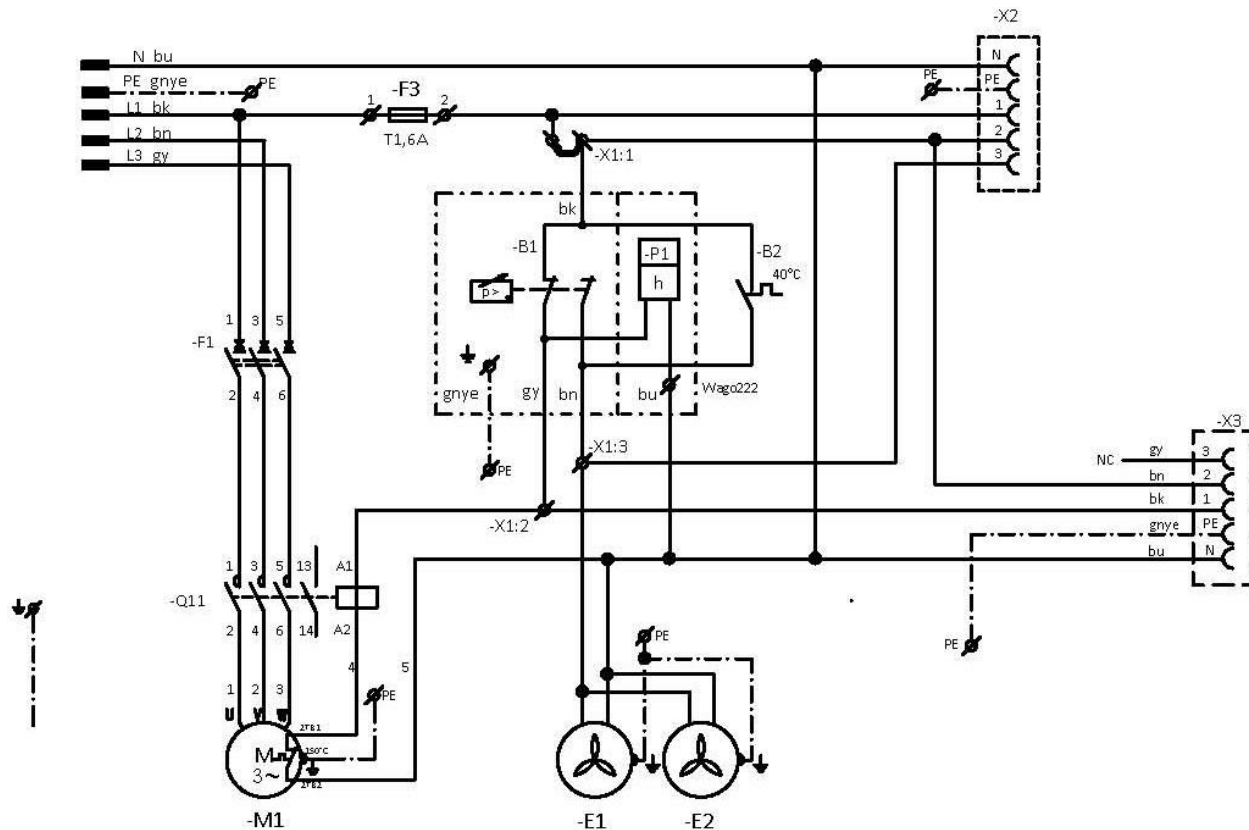 -X2
N bu
N
PE gnye
PE
PE
PE
L1 bk
1
-F3
2
1
L2 bn
T1,6A
-X1:1
2
L3 gy
3
bk
-B1
-P1
-B2
p>
h
40°C
1 3 5
-F1
2 4 6
gnye
gy
bn
bu
Wago222
-X3
-X1:3
NC
gy
3
PE
bn
2
-X1:2
bk
1
gnye
PE
bu
N
1 3 5 13
A1
-Q11
2 4 6 14
A2
4
5
PE
PE
PE
1 2 3
U V W
2TB1
M
150°C
3~
2TB2
-M1
-E1
-E2